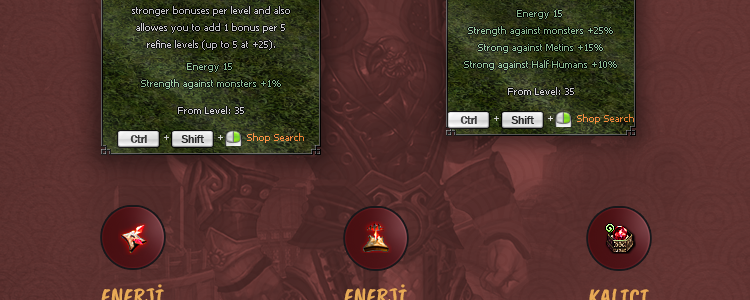 stronger bonuses per level and also
allowes you to add 1 bonus per 5
refine levels (up to 5 at +25).
Energy 15
Strength against monsters +1%
From Level: 35
Ctrl + Shift + Shop Search
Energy 15
Strength against monsters +25%
Strong against Metins +15%
Strong against Half Humans +10%
From Level: 35
Ctrl + Shift + Shop Search
ENERJİ
ENERJİ
KALICI